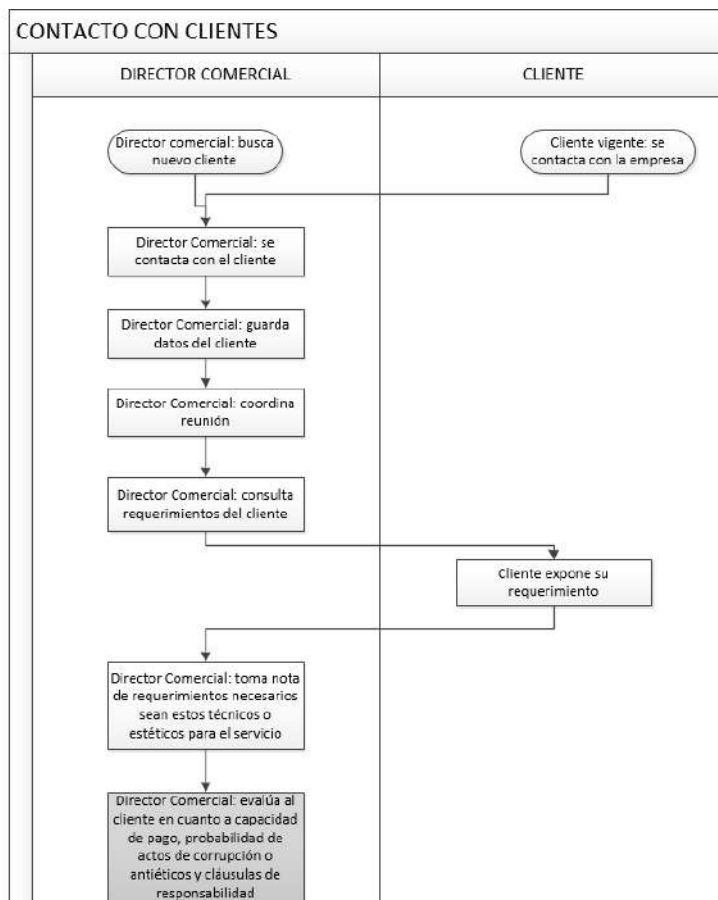 CONTACTO CON CLIENTES
DIRECTOR COMERCIAL
CLIENTE
Director comercial: busca
nuevo cliente
Cliente vigente: se
contacta con la empresa
Director Comercial: se
contacta con el cliente
Director Comercial: guarda
datos del cliente
Director Comercial: coordina
reunión
Director Comercial: consulta
requerimientos del cliente
Cliente expone su
requerimiento
Director Comercial: toma nota
de requerimientos necesarios
sean estos técnicos o
estéticos para el servicio
Director Comercial: evalúa al
cliente en cuanto a capacidad
de pago, probabilidad de
actos de corrupción o
antiéticos y cláusulas de
responsabilidad